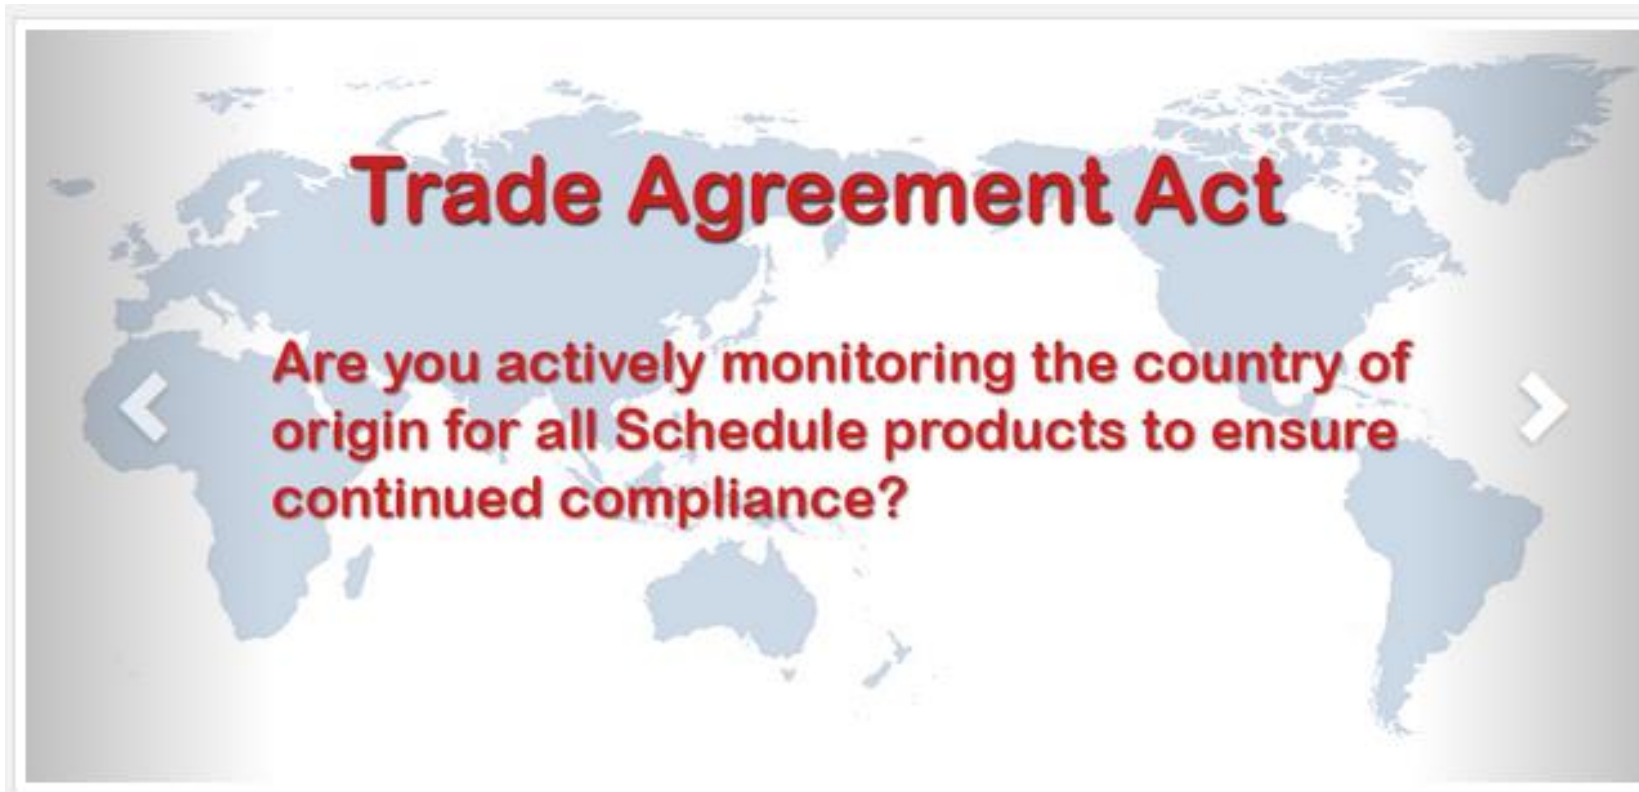 Trade Agreement Act
Are you actively monitoring the country of
origin for all Schedule products to ensure
continued compliance?